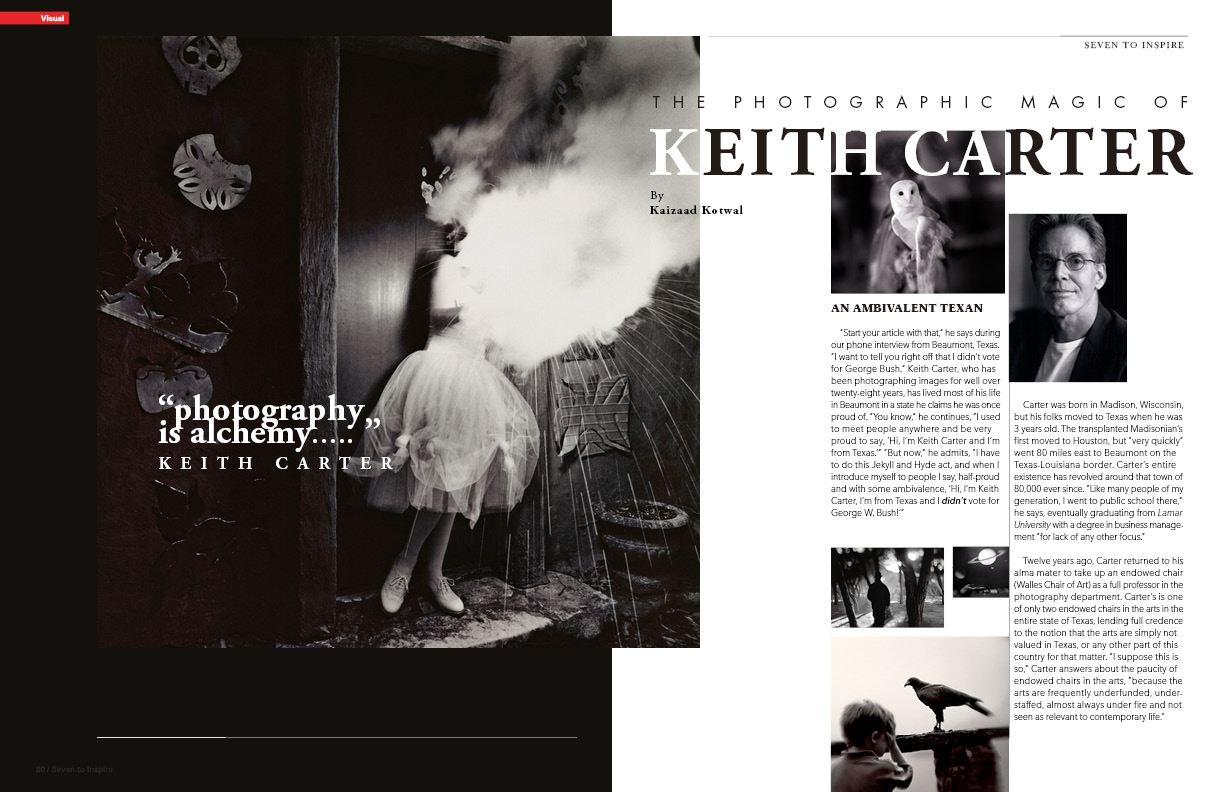 Visual
SEVEN TO INSPIRE
THE PHOTOGRAPHIC MAGIC OF
KEITH CARTER
By
Kaizaad Kotwal
“photography,,
is alchemy..... ”
KEITH CARTER
AN AMBIVALENT TEXAN
“Start your article with that,” he says during
our phone interview from Beaumont, Texas.
“I want to tell you right off that I didn’t vote
for George Bush.” Keith Carter, who has
been photographing images for well over
twenty-eight years, has lived most of his life
in Beaumont in a state he claims he was once
proud of. “You know,” he continues, “I used
to meet people anywhere and be very
proud to say, ‘Hi, I’m Keith Carter and I’m
from Texas.’” “But now,” he admits, “I have
to do this Jekyll and Hyde act, and when I
introduce myself to people I say, half-proud
and with some ambivalence, ‘Hi, I’m Keith
Carter, I’m from Texas and I didn’t vote for
George W. Bush!’”
Carter was born in Madison, Wisconsin,
but his folks moved to Texas when he was
3 years old. The transplanted Madisonian’s
first moved to Houston, but “very quickly”
went 80 miles east to Beaumont on the
Texas-Louisiana border. Carter’s entire
existence has revolved around that town of
80,000 ever since. “Like many people of my
generation, I went to public school there,”
he says, eventually graduating from Lamar
University with a degree in business manage-
ment “for lack of any other focus.”
Twelve years ago, Carter returned to his
alma mater to take up an endowed chair
(Walles Chair of Art) as a full professor in the
photography department. Carter’s is one
of only two endowed chairs in the arts in the
entire state of Texas, lending full credence
to the notion that the arts are simply not
valued in Texas, or any other part of this
country for that matter. “I suppose this is
so,” Carter answers about the paucity of
endowed chairs in the arts, “because the
arts are frequently underfunded, under-
staffed, almost always under fire and not
seen as relevant to contemporary life.”
80 / Seven to Inspire